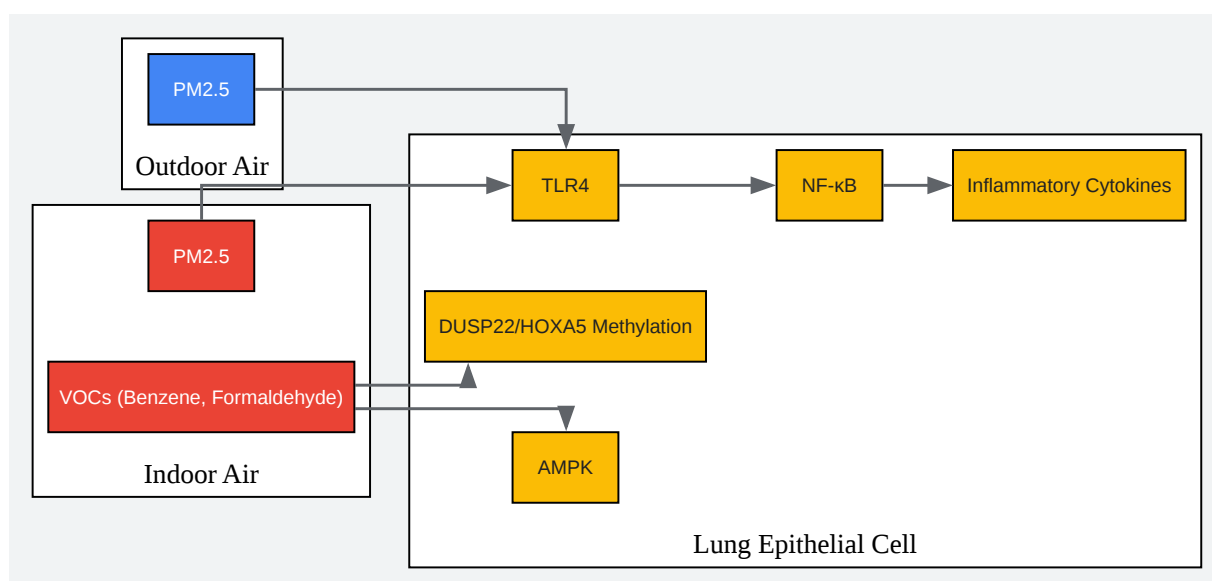 PM2.5
Outdoor Air
TLR4
NF-κB
Inflammatory Cytokines
PM2.5
DUSP22/HOXA5 Methylation
VOCs (Benzene, Formaldehyde)
AMPK
Indoor Air
Lung Epithelial Cell